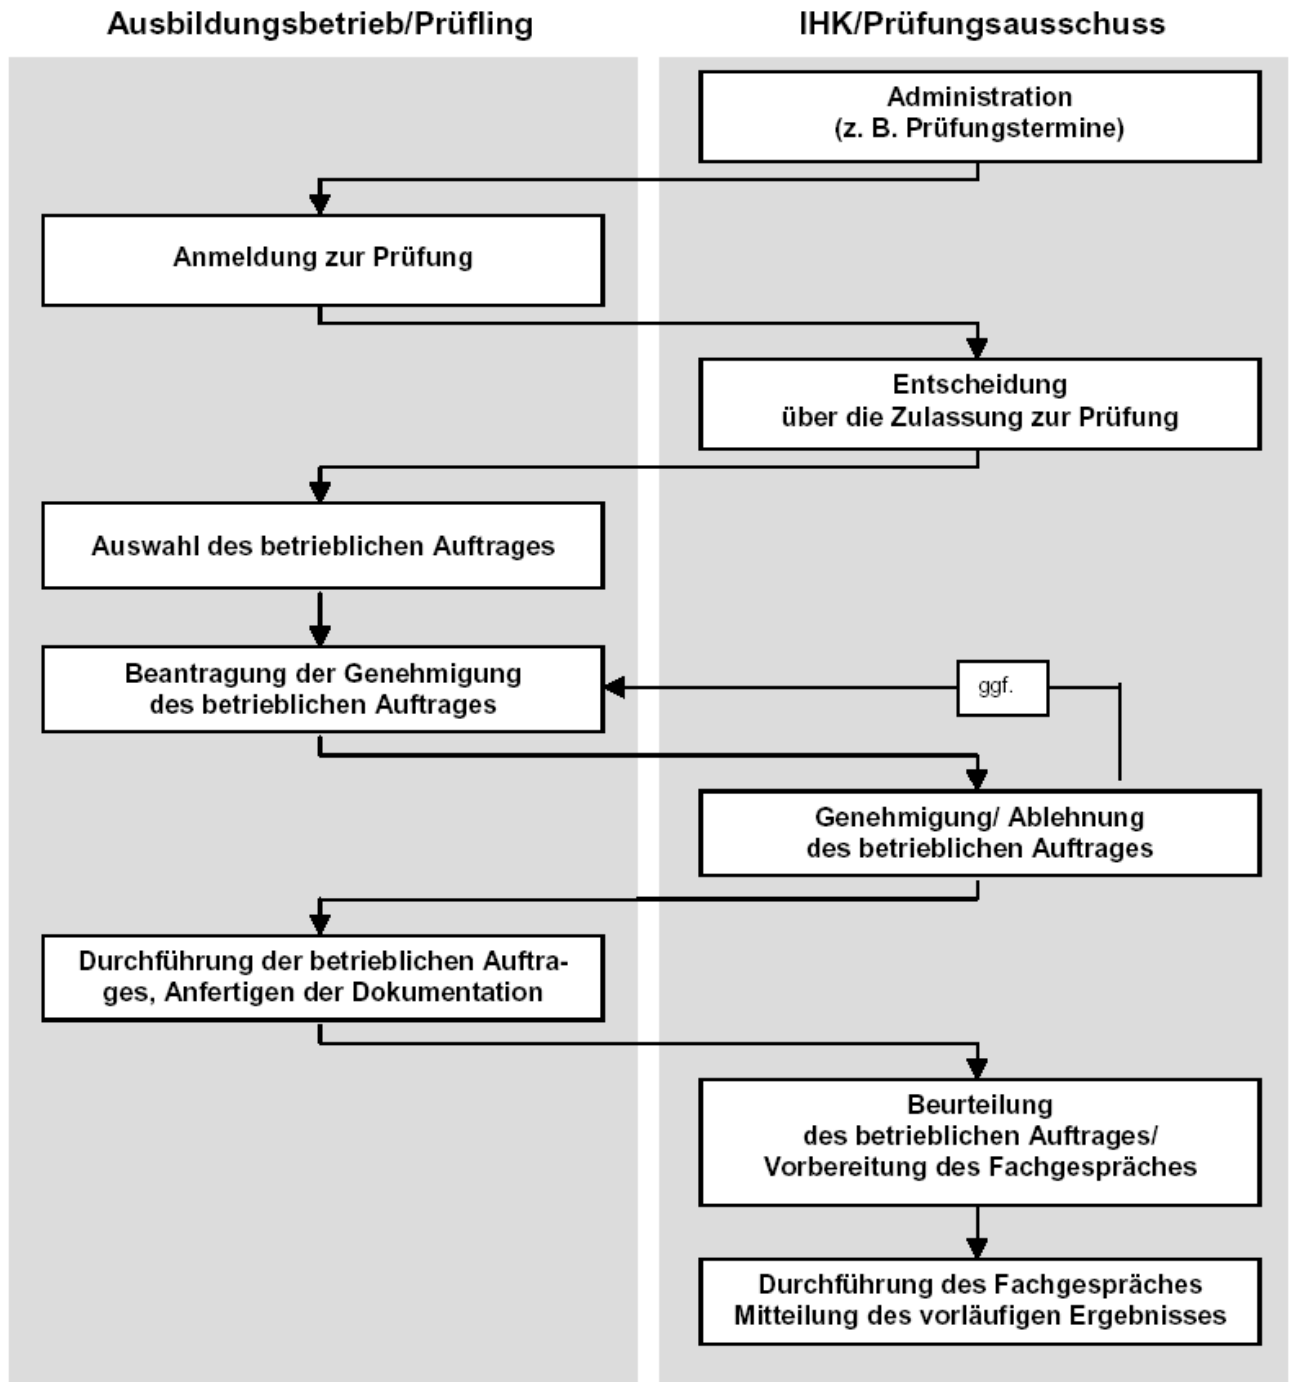 Ausbildungsbetrieb/Prüfling
IHK/Prüfungsausschuss
Administration
(z. B. Prüfungstermine)
Anmeldung zur Prüfung
Entscheidung
über die Zulassung zur Prüfung
Auswahl des betrieblichen Auftrages
Beantragung der Genehmigung
des betrieblichen Auftrages
ggf.
Genehmigung/ Ablehnung
des betrieblichen Auftrages
Durchführung der betrieblichen Auftra-
ges, Anfertigen der Dokumentation
Beurteilung
des betrieblichen Auftrages/
Vorbereitung des Fachgespräches
Durchführung des Fachgespräches
Mitteilung des vorläufigen Ergebnisses